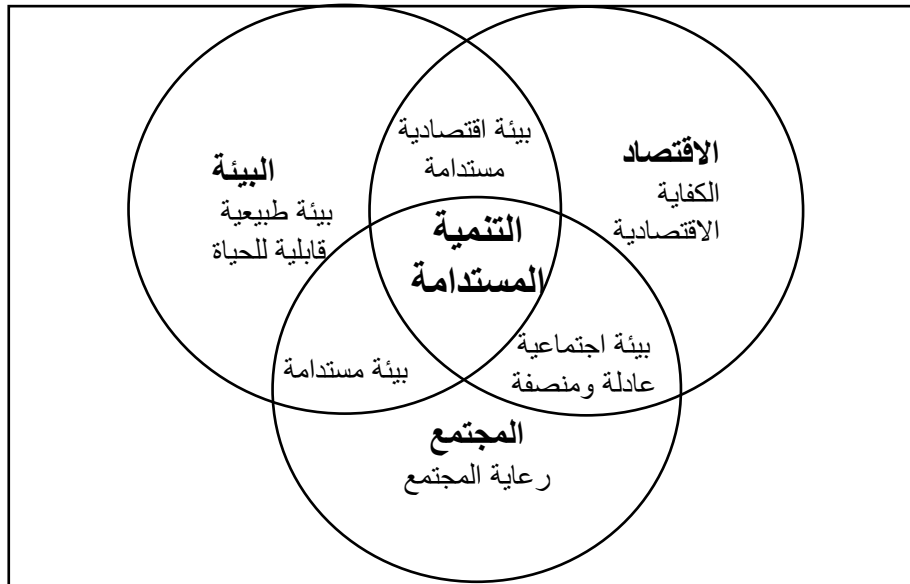 بيئة اقتصادية
مستدامة
الاقتصاد
الكفاية
الاقتصادية
البيئة
بيئة طبيعية
قابلية للحياة
التنمية
المستدامة
بيئة اجتماعية
عادلة ومنصفة
بيئة مستدامة
المجتمع
رعاية المجتمع